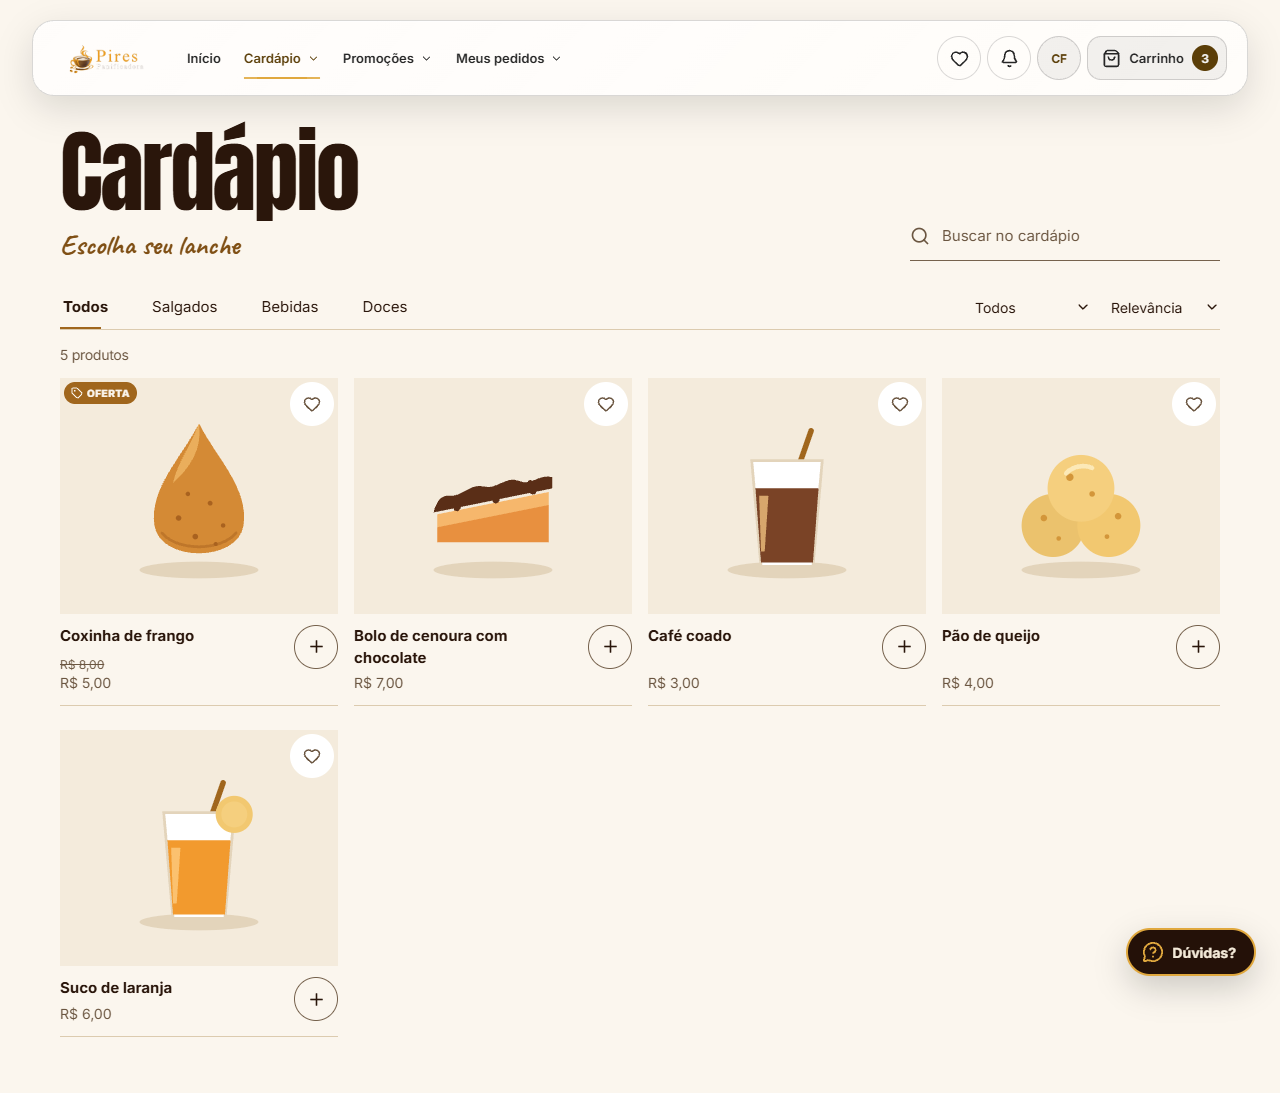 Pires
Início
Cardápio
Promoções
Meus pedidos
CF
Carrinho
3
Cardápio
Escolha seu lanche
Buscar no cardápio
Todos
Salgados
Bebidas
Doces
Todos
Relevância
5 produtos
OFERTA
Coxinha de frango
R$ 8,00
R$ 5,00
Bolo de cenoura com
chocolate
R$ 7,00
Café coado
R$ 3,00
Pão de queijo
R$ 4,00
Suco de laranja
R$ 6,00
Dúvidas?